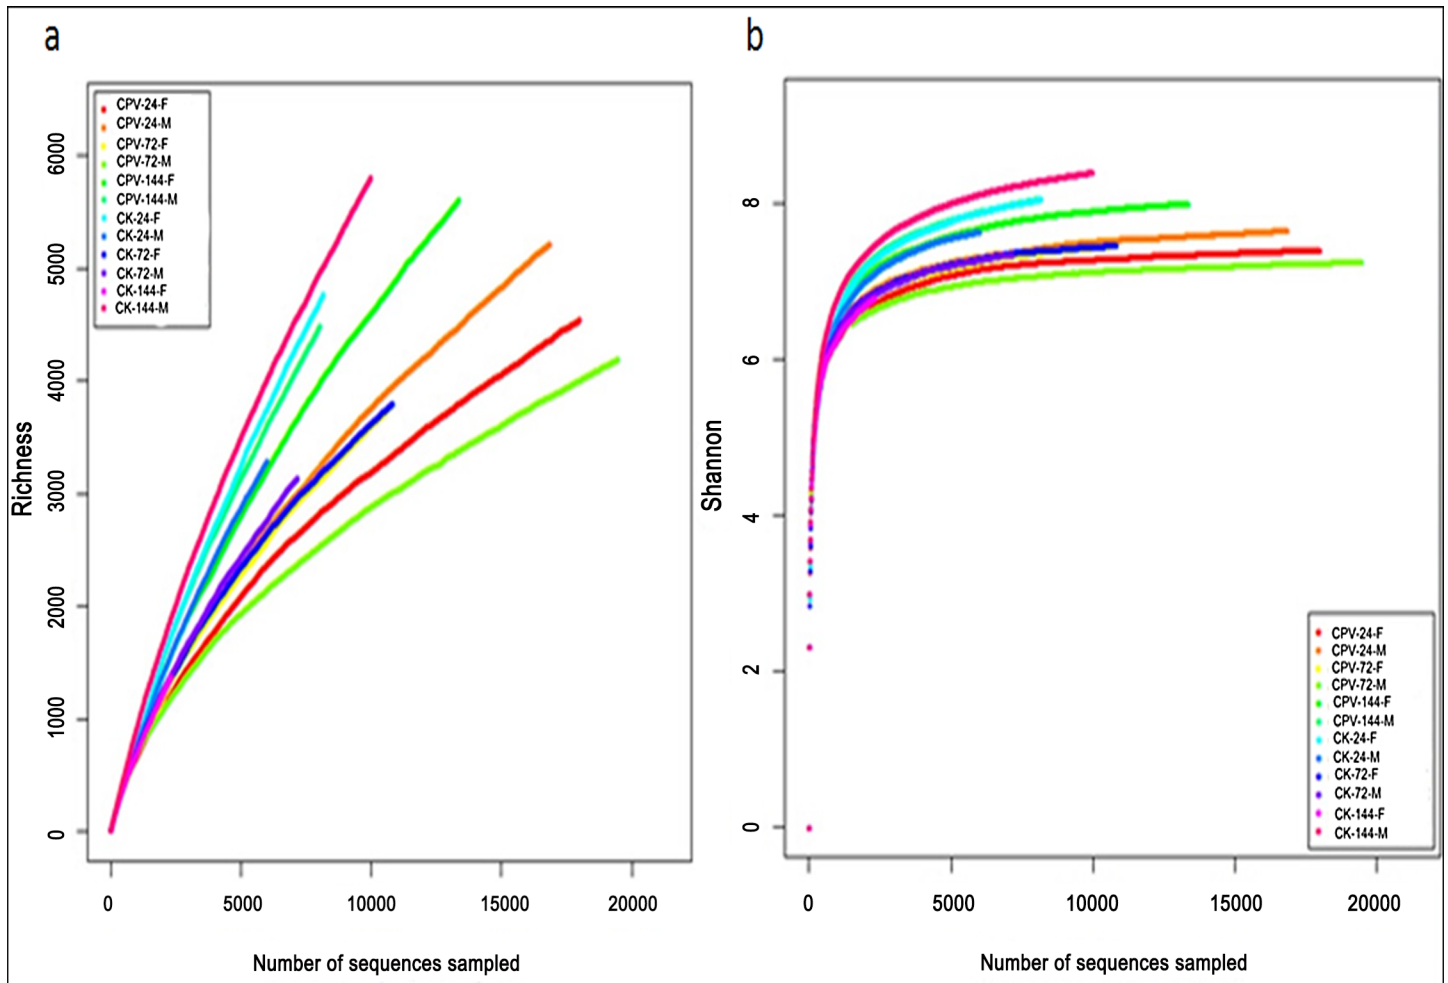 a
CPV-24-F
CPV-24-M
CPV-72-F
CPV-72-M
CPV-144-F
CPV-144-M
CK-24-F
CK-24-M
CK-72-F
CK-72-M
CK-144-F
CK-144-M
6000
5000
4000
3000
2000
1000
0
Richness
0 5000 10000 15000 20000
Number of sequences sampled
b
8
6
4
2
0
Shannon
CPV-24-F
CPV-24-M
CPV-72-F
CPV-72-M
CPV-144-F
CPV-144-M
CK-24-F
CK-24-M
CK-72-F
CK-72-M
CK-144-F
CK-144-M
0 5000 10000 15000 20000
Number of sequences sampled